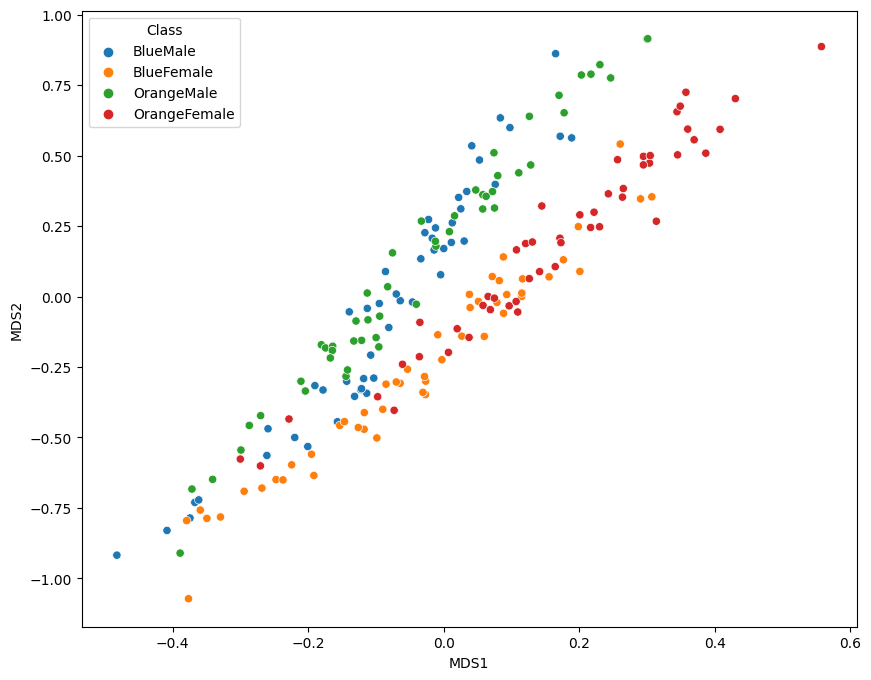 Class
BlueMale
BlueFemale
OrangeMale
OrangeFemale
1.00
0.75
0.50
0.25
0.00
−0.25
−0.50
−0.75
−1.00
MDS2
−0.4
−0.2
0.0
0.2
0.4
0.6
MDS1